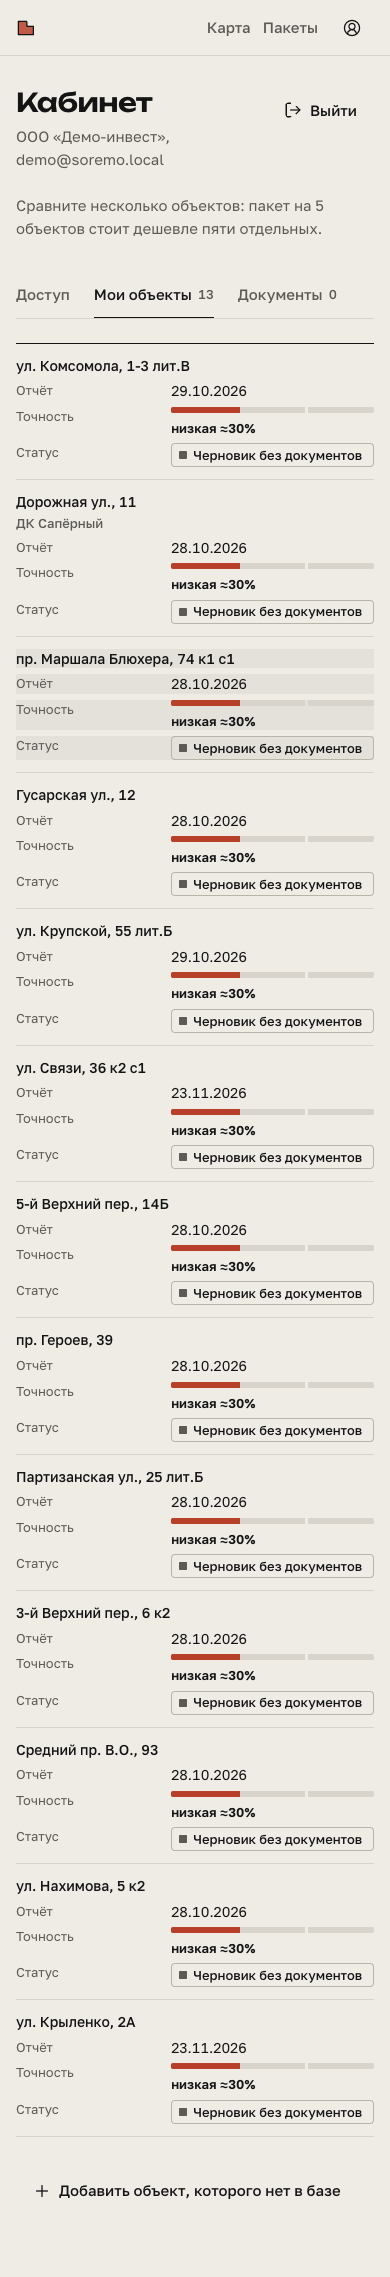 Карта Пакеты
Кабинет
Выйти
ООО «Демо-инвест»,
demo@soremo.local
Сравните несколько объектов: пакет на 5
объектов стоит дешевле пяти отдельных.
Доступ Мои объекты 13 Документы 0
ул. Комсомола, 1-3 лит.В
Отчёт 29.10.2026
Точность
низкая ≈30%
Статус Черновик без документов
Дорожная ул., 11
ДК Сапёрный
Отчёт 28.10.2026
Точность
низкая ≈30%
Статус Черновик без документов
пр. Маршала Блюхера, 74 к1 с1
Отчёт 28.10.2026
Точность
низкая ≈30%
Статус Черновик без документов
Гусарская ул., 12
Отчёт 28.10.2026
Точность
низкая ≈30%
Статус Черновик без документов
ул. Крупской, 55 лит.Б
Отчёт 29.10.2026
Точность
низкая ≈30%
Статус Черновик без документов
ул. Связи, 36 к2 с1
Отчёт 23.11.2026
Точность
низкая ≈30%
Статус Черновик без документов
5-й Верхний пер., 14Б
Отчёт 28.10.2026
Точность
низкая ≈30%
Статус Черновик без документов
пр. Героев, 39
Отчёт 28.10.2026
Точность
низкая ≈30%
Статус Черновик без документов
Партизанская ул., 25 лит.Б
Отчёт 28.10.2026
Точность
низкая ≈30%
Статус Черновик без документов
3-й Верхний пер., 6 к2
Отчёт 28.10.2026
Точность
низкая ≈30%
Статус Черновик без документов
Средний пр. В.О., 93
Отчёт 28.10.2026
Точность
низкая ≈30%
Статус Черновик без документов
ул. Нахимова, 5 к2
Отчёт 28.10.2026
Точность
низкая ≈30%
Статус Черновик без документов
ул. Крыленко, 2А
Отчёт 23.11.2026
Точность
низкая ≈30%
Статус Черновик без документов
Добавить объект, которого нет в базе